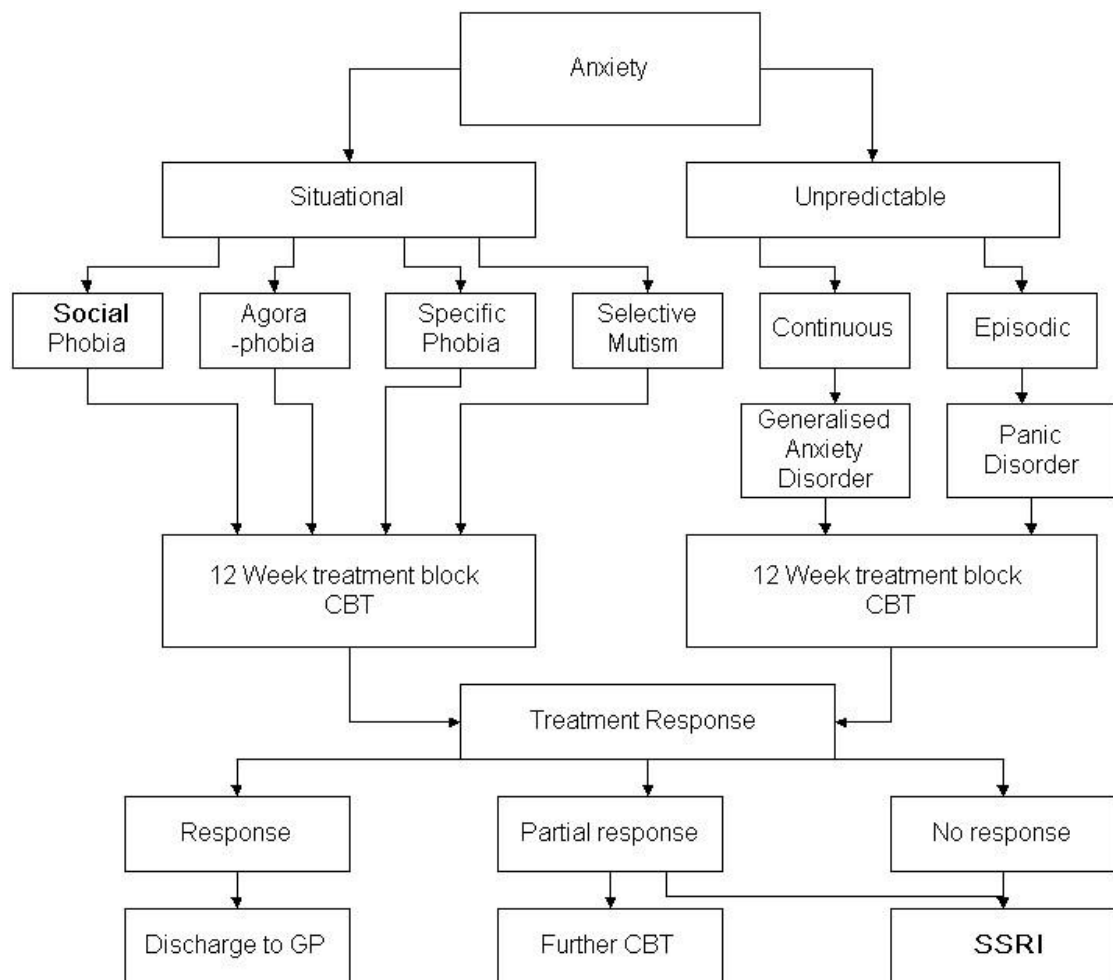 Anxiety
Situational
Unpredictable
Social
Phobia
Agora
-phobia
Specific
Phobia
Selective
Mutism
Continuous
Episodic
Generalised
Anxiety
Disorder
Panic
Disorder
12 Week treatment block
CBT
12 Week treatment block
CBT
Treatment Response
Response
Partial response
No response
Discharge to GP
Further CBT
SSRI